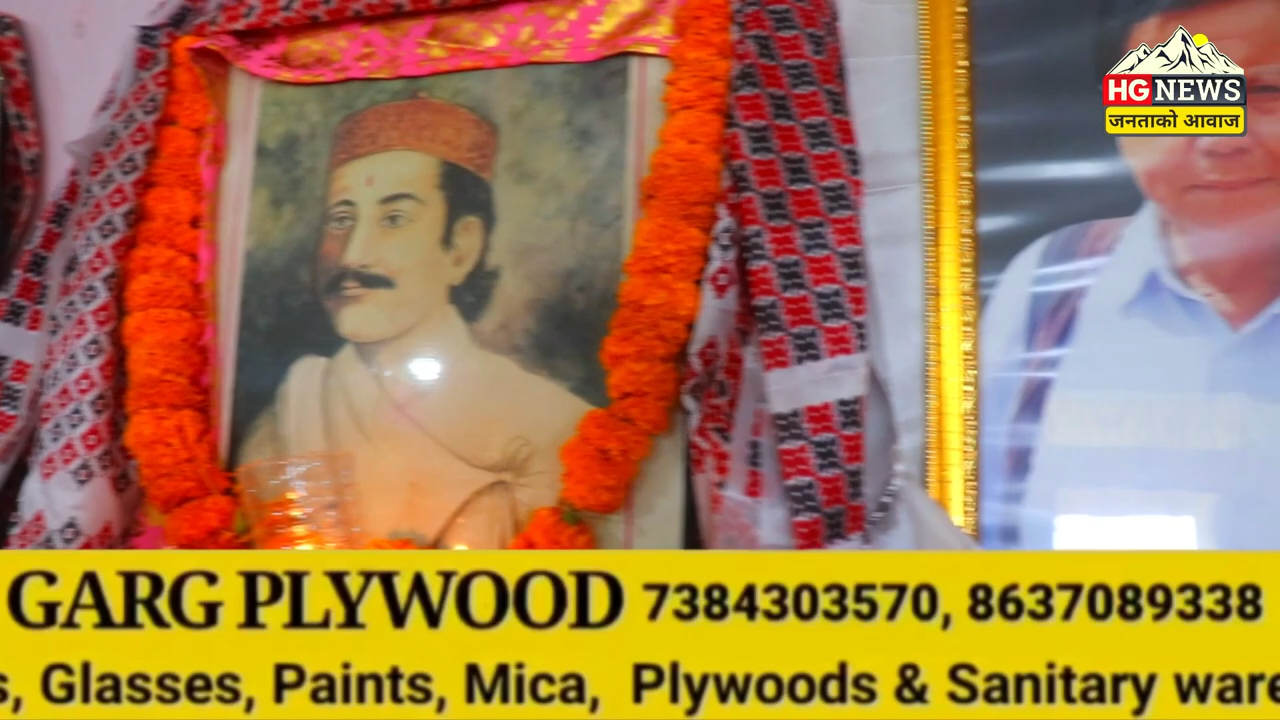 HG NEWS
जनताको आवाज
GARG PLYWOOD 7384303570, 8637089338
s, Glasses, Paints, Mica, Plywoods & Sanitary ware